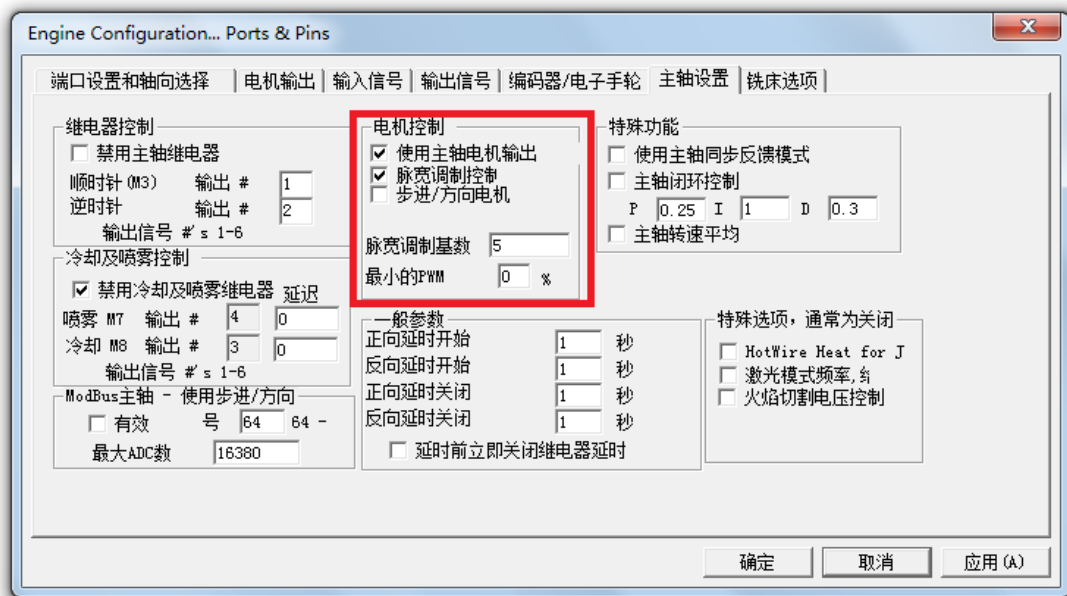 Engine Configuration... Ports & Pins
端口设置和轴向选择 电机输出 输入信号 输出信号 编码器/电子手轮 主轴设置 铣床选项
继电器控制
禁用主轴继电器
顺时针(M3) 输出 # 1
逆时针 输出 # 2
输出信号 #'s 1-6
冷却及喷雾控制
禁用冷却及喷雾继电器 延迟
喷雾 M7 输出 # 4 0
冷却 M8 输出 # 3 0
输出信号 #'s 1-6
ModBus主轴 - 使用步进/方向
有效 号 64 64 -
最大ADC数 16380
电机控制
使用主轴电机输出
脉宽调制控制
步进/方向电机
脉宽调制基数 5
最小的PWM 0 %
一般参数
正向延时开始 1 秒
反向延时开始 1 秒
正向延时关闭 1 秒
反向延时关闭 1 秒
延时前立即关闭继电器延时
特殊功能
使用主轴同步反馈模式
主轴闭环控制
P 0.25 I 1 D 0.3
主轴转速平均
特殊选项，通常为关闭
HotWire Heat for J
激光模式频率,
火焰切割电压控制
确定 取消 应用(A)